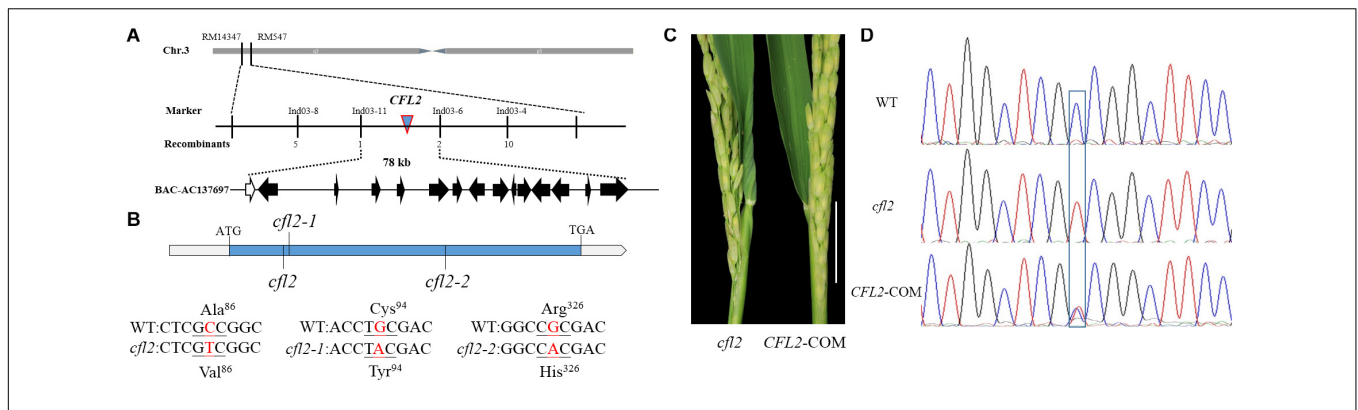 A
RM14347
RM547
Chr.3
Marker
CFL2
Ind03-8
Ind03-11
Ind03-6
Ind03-4
Recombinants
5
1
2
10
78 kb
BAC-AC137697
B
cfl2-1
ATG
TGA
cfl2
cfl2-2
Ala86
WT:CTCGCCGGC
cfl2:CTCGTCGGC
Val86
Cys94
WT:ACCTGCGAC
cfl2-1:ACCTACGAC
Tyr94
Arg326
WT:GGCCGCGAC
cfl2-2:GGCCACGAC
His326
C
cfl2
CFL2-COM
D
WT
cfl2
CFL2-COM